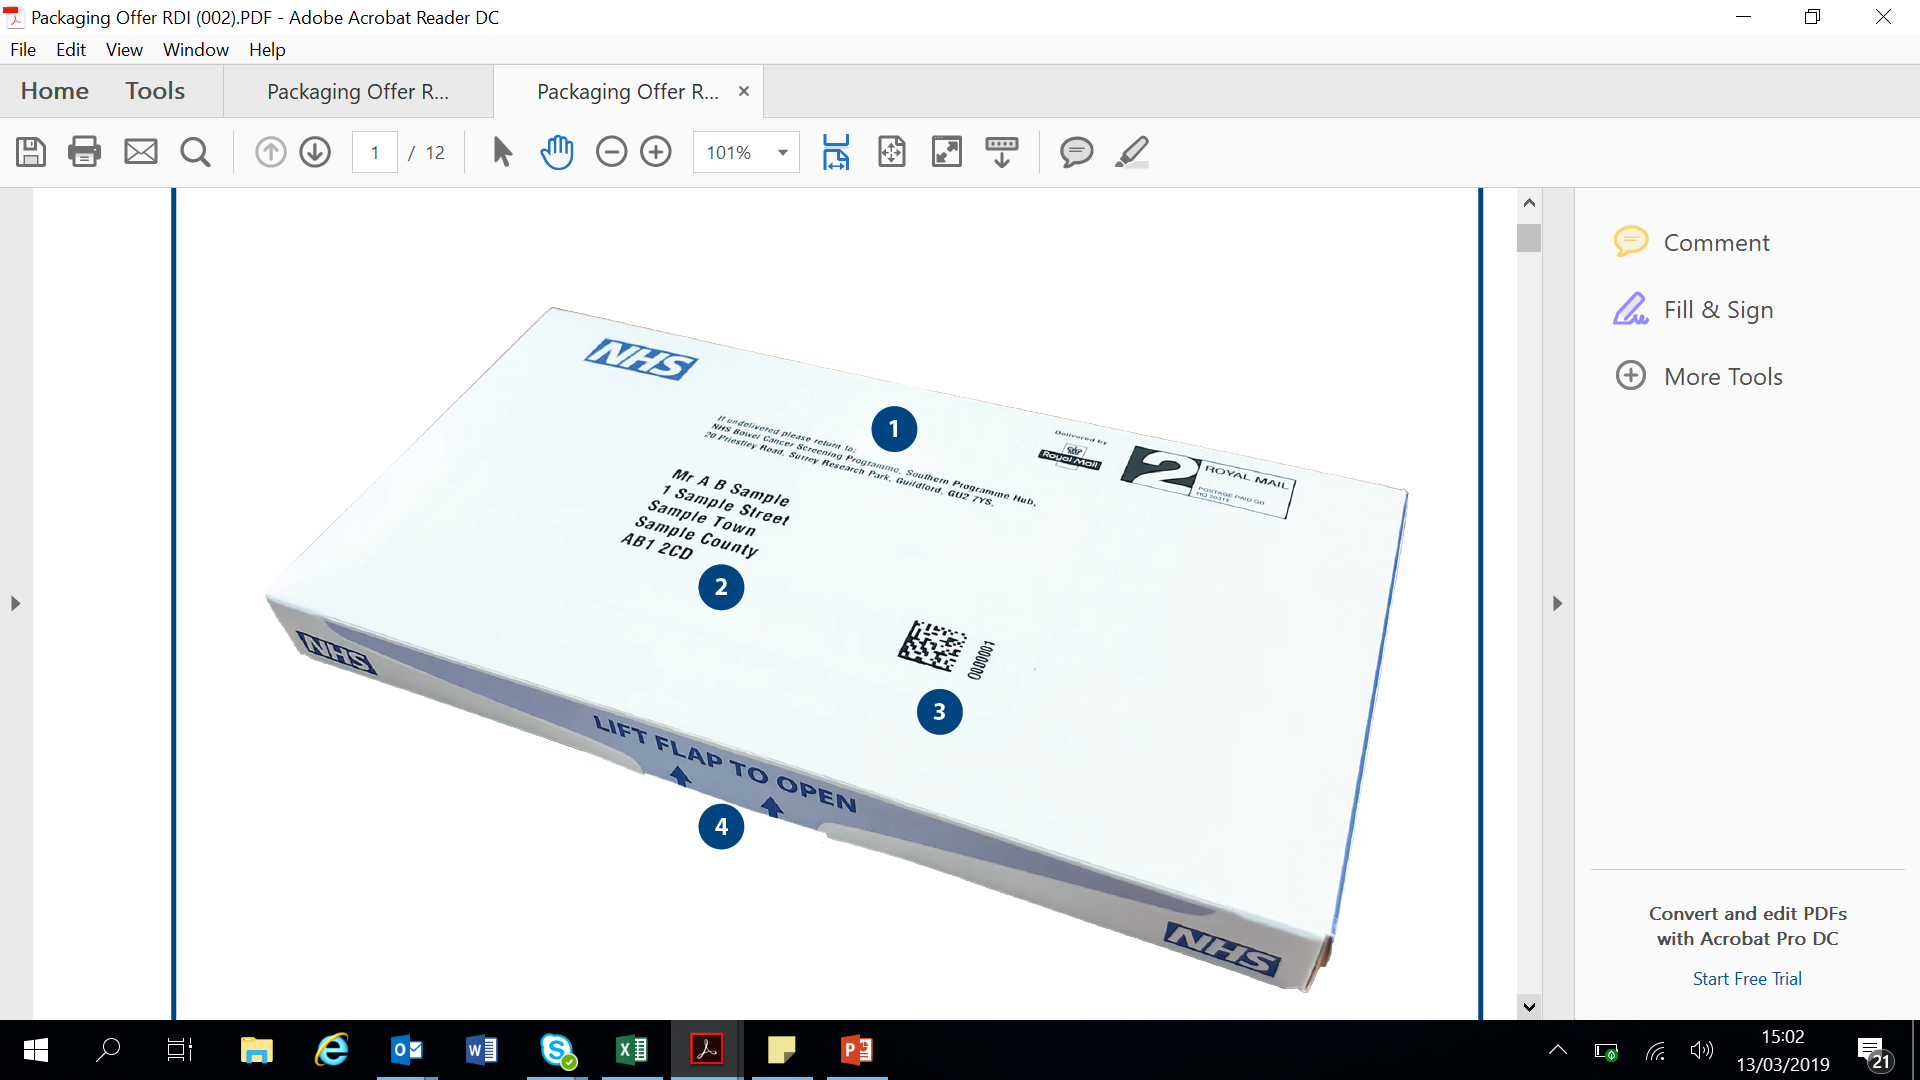 Packaging Offer RDI (002).PDF - Adobe Acrobat Reader DC
File Edit View Window Help
Home Tools Packaging Offer R... Packaging Offer R...
1 / 12 101%
NHS
1
If undelivered please return to:
NHS Bowel Cancer Screening Programme, Southern Programme Hub,
20 Priestley Road, Surrey Research Park, Guildford, GU2 7YS.
Delivered by
Royal Mail
2 ROYAL MAIL
POSTAGE PAID GB
HQ 20311
Mr A B Sample
1 Sample Street
Sample Town
Sample County
AB1 2CD
2
0000001
3
NHS
LIFT FLAP TO OPEN
4
NHS
Comment
Fill & Sign
More Tools
Convert and edit PDFs
with Acrobat Pro DC
Start Free Trial
15:02
13/03/2019
21